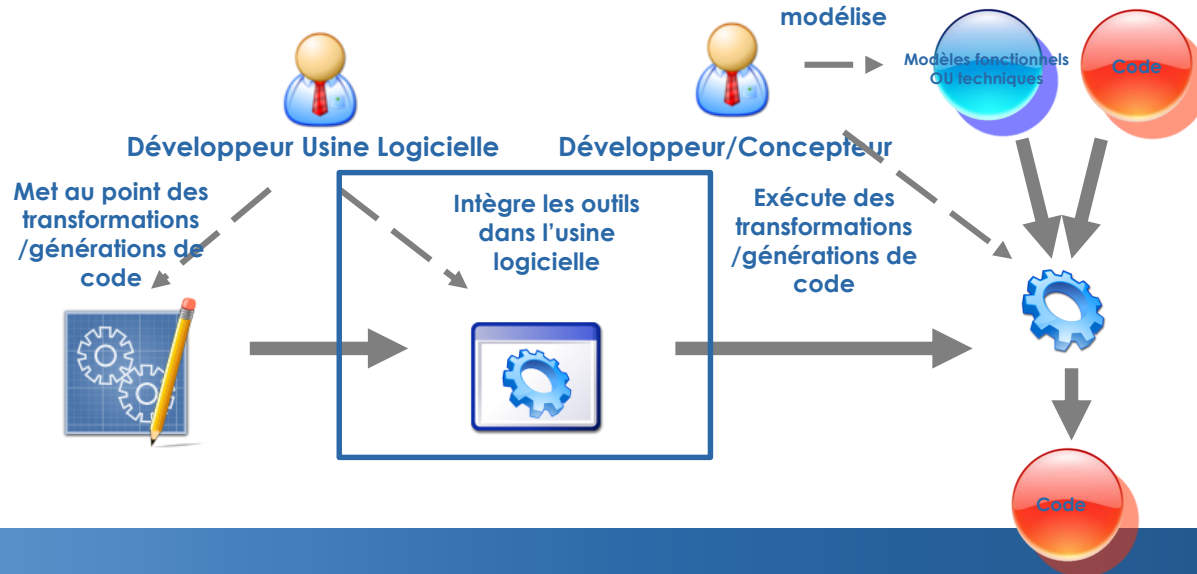 modélise
Modèles fonctionnels
OU techniques
Code
Développeur Usine Logicielle
Développeur/Concepteur
Met au point des
transformations
/générations de
code
Intègre les outils
dans l’usine
logicielle
Exécute des
transformations
/générations de
code
Code